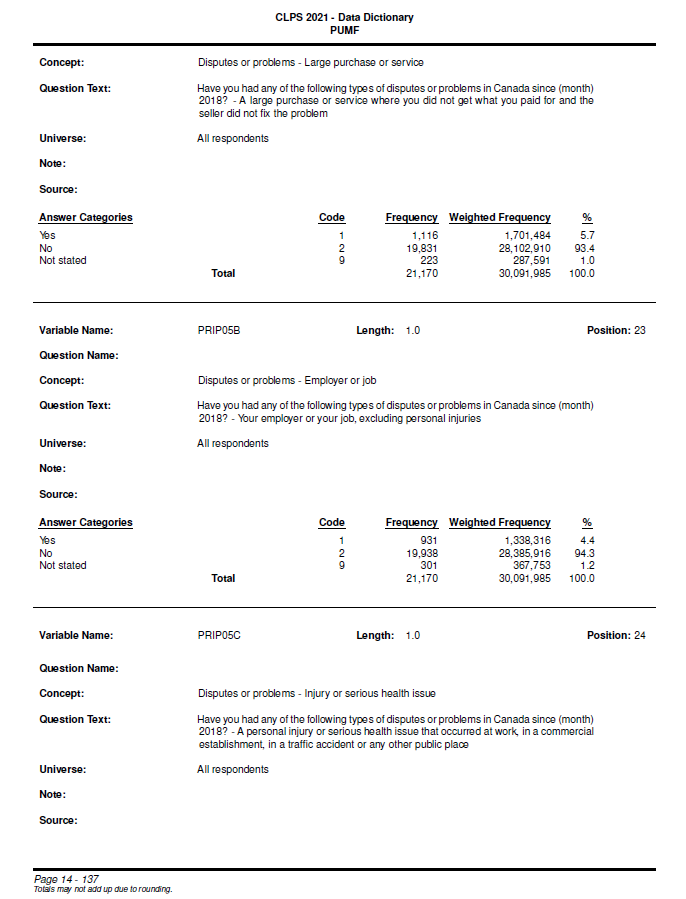 CLPS 2021 - Data Dictionary
PUMF
Concept: Disputes or problems - Large purchase or service
Question Text: Have you had any of the following types of disputes or problems in Canada since (month)
2018? - A large purchase or service where you did not get what you paid for and the
seller did not fix the problem
Universe: All respondents
Note:
Source:
Answer Categories Code Frequency Weighted Frequency %
Yes 1 1,116 1,701,484 5.7
No 2 19,831 28,102,910 93.4
Not stated 9 223 287,591 1.0
Total 21,170 30,091,985 100.0
Variable Name: PRIP05B Length: 1.0 Position: 23
Question Name:
Concept: Disputes or problems - Employer or job
Question Text: Have you had any of the following types of disputes or problems in Canada since (month)
2018? - Your employer or your job, excluding personal injuries
Universe: All respondents
Note:
Source:
Answer Categories Code Frequency Weighted Frequency %
Yes 1 931 1,338,316 4.4
No 2 19,938 28,385,916 94.3
Not stated 9 301 367,753 1.2
Total 21,170 30,091,985 100.0
Variable Name: PRIP05C Length: 1.0 Position: 24
Question Name:
Concept: Disputes or problems - Injury or serious health issue
Question Text: Have you had any of the following types of disputes or problems in Canada since (month)
2018? - A personal injury or serious health issue that occurred at work, in a commercial
establishment, in a traffic accident or any other public place
Universe: All respondents
Note:
Source:
Page 14 - 137
Totals may not add up due to rounding.